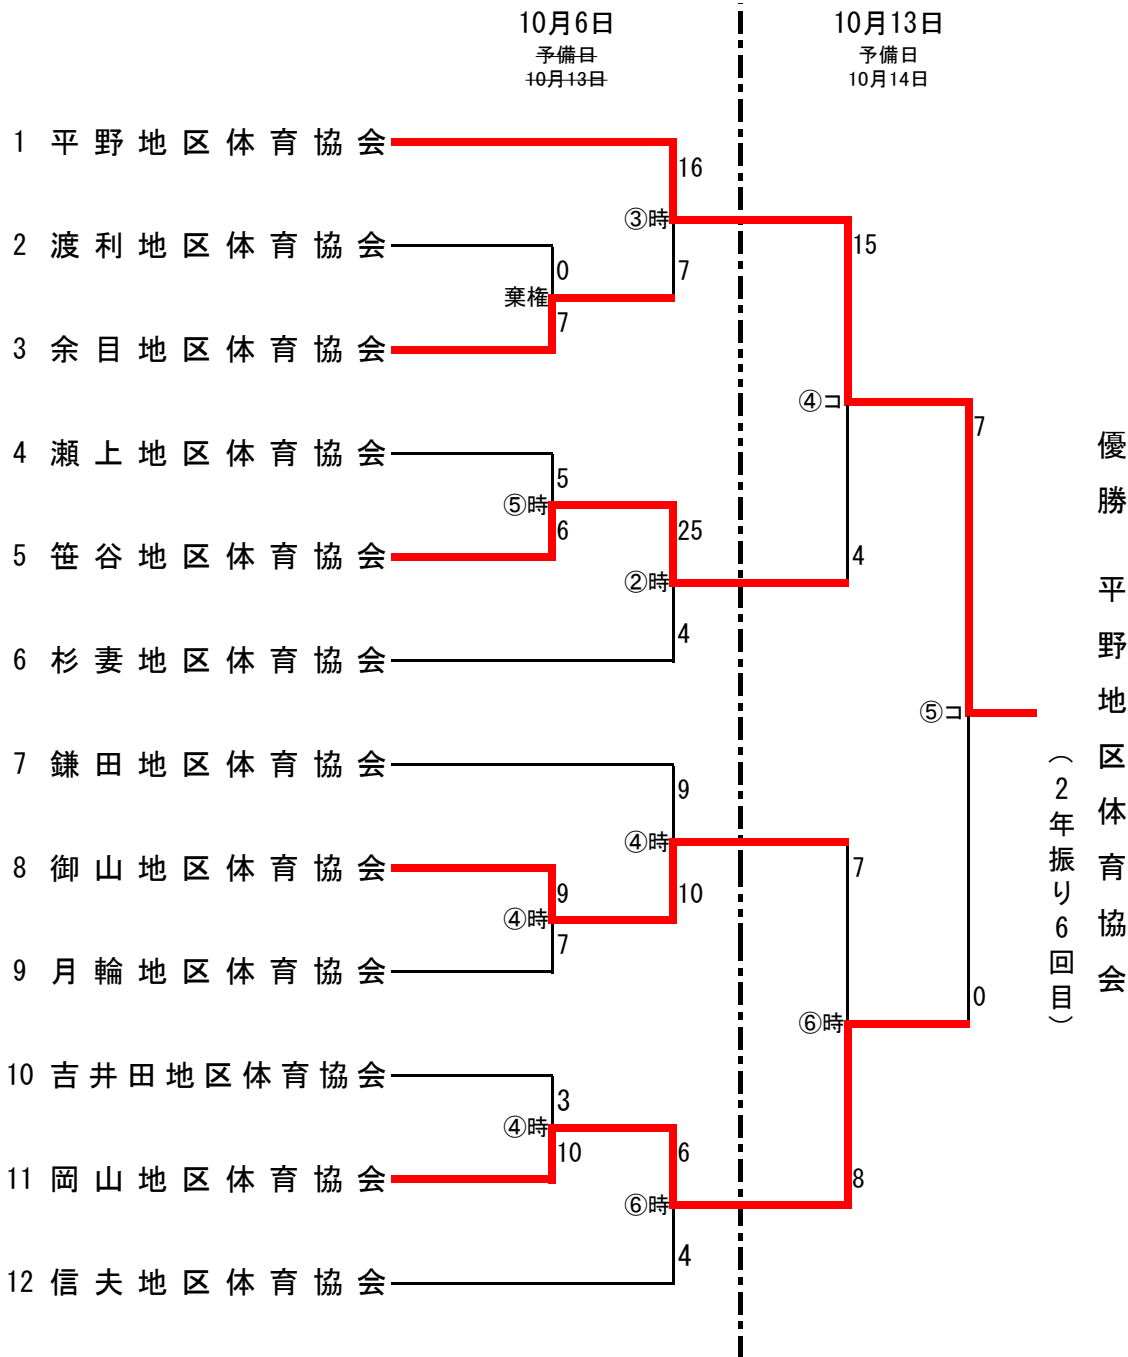 10月6日
予備日
10月13日
10月13日
予備日
10月14日
1 平野地区体育協会
16
③時
15
2 渡利地区体育協会
0
7
棄権
7
3 余目地区体育協会
④コ
7
4 瀬上地区体育協会
5
⑤時
6
25
5 笹谷地区体育協会
4
②時
4
6 杉妻地区体育協会
⑤コ
7 鎌田地区体育協会
9
④時
7
8 御山地区体育協会
9
10
④時
7
9 月輪地区体育協会
0
⑥時
10 吉井田地区体育協会
3
④時
10
6
11 岡山地区体育協会
8
⑥時
4
12 信夫地区体育協会
優勝 平野地区体育協会
（2年振り6回目）